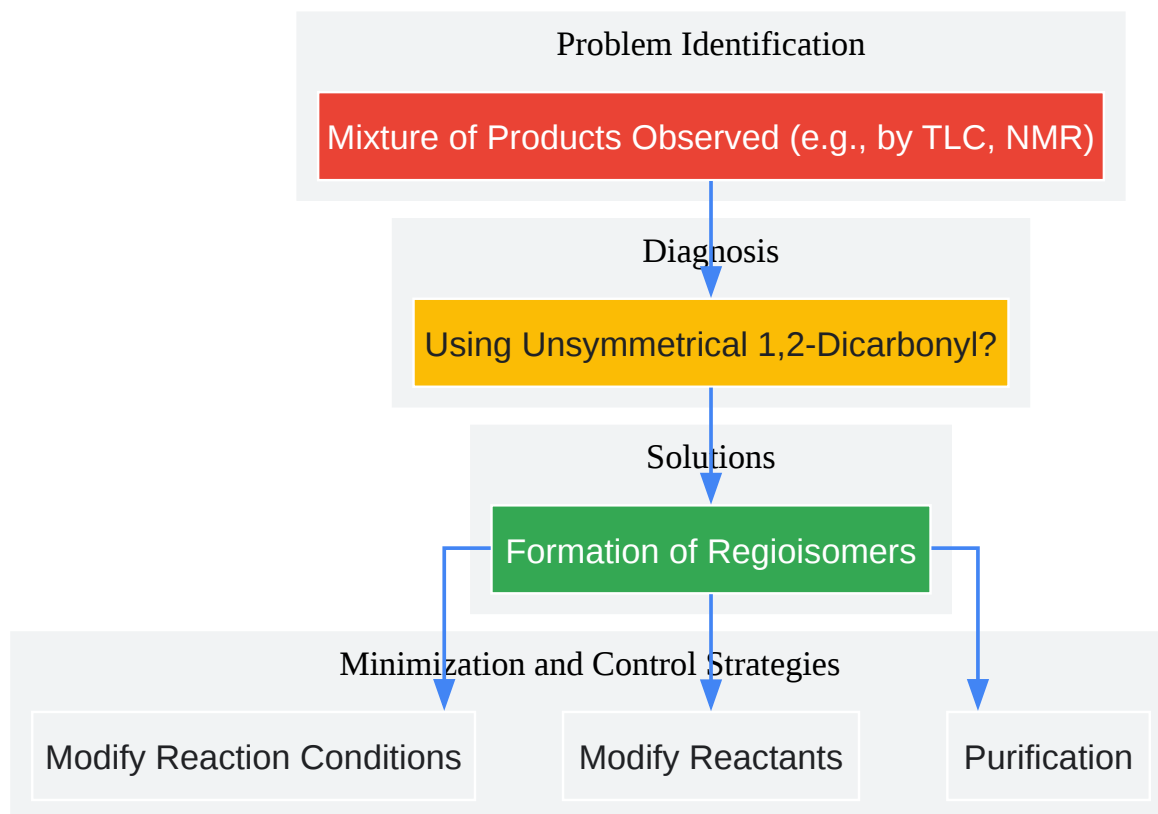 Problem Identification
Mixture of Products Observed (e.g., by TLC, NMR)
Diagnosis
Using Unsymmetrical 1,2-Dicarbonyl?
Solutions
Formation of Regioisomers
Minimization and Control Strategies
Modify Reaction Conditions
Modify Reactants
Purification